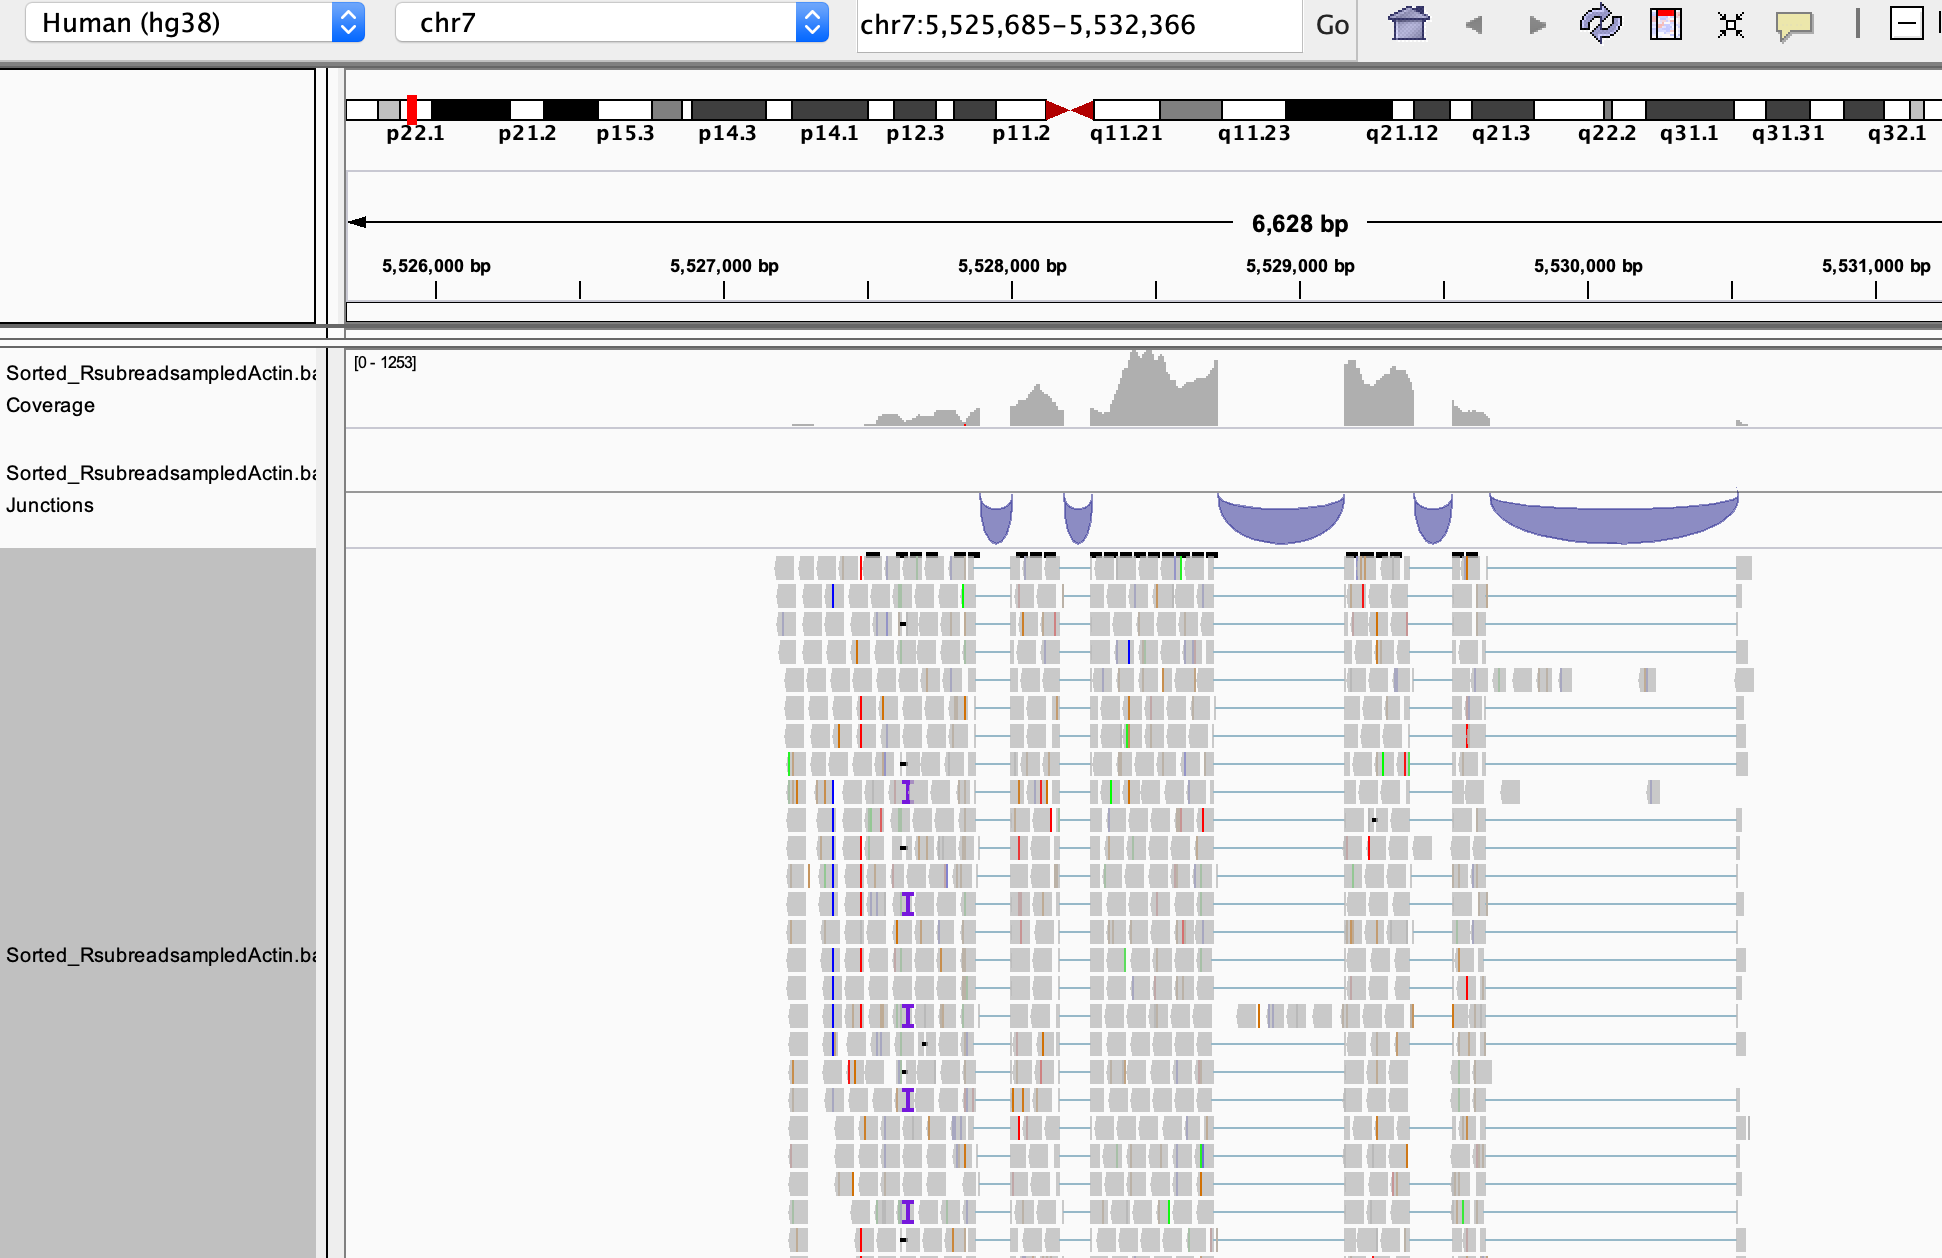 Human (hg38) chr7 chr7:5,525,685-5,532,366 Go
p22.1 p21.2 p15.3 p14.3 p14.1 p12.3 p11.2 q11.21 q11.23 q21.12 q21.3 q22.2 q31.1 q31.31 q32.1
6,628 bp
5,526,000 bp 5,527,000 bp 5,528,000 bp 5,529,000 bp 5,530,000 bp 5,531,000 bp
[0 - 1253]
Sorted_RsubreadsampledActin.ba
Coverage
Sorted_RsubreadsampledActin.ba
Junctions
Sorted_RsubreadsampledActin.ba